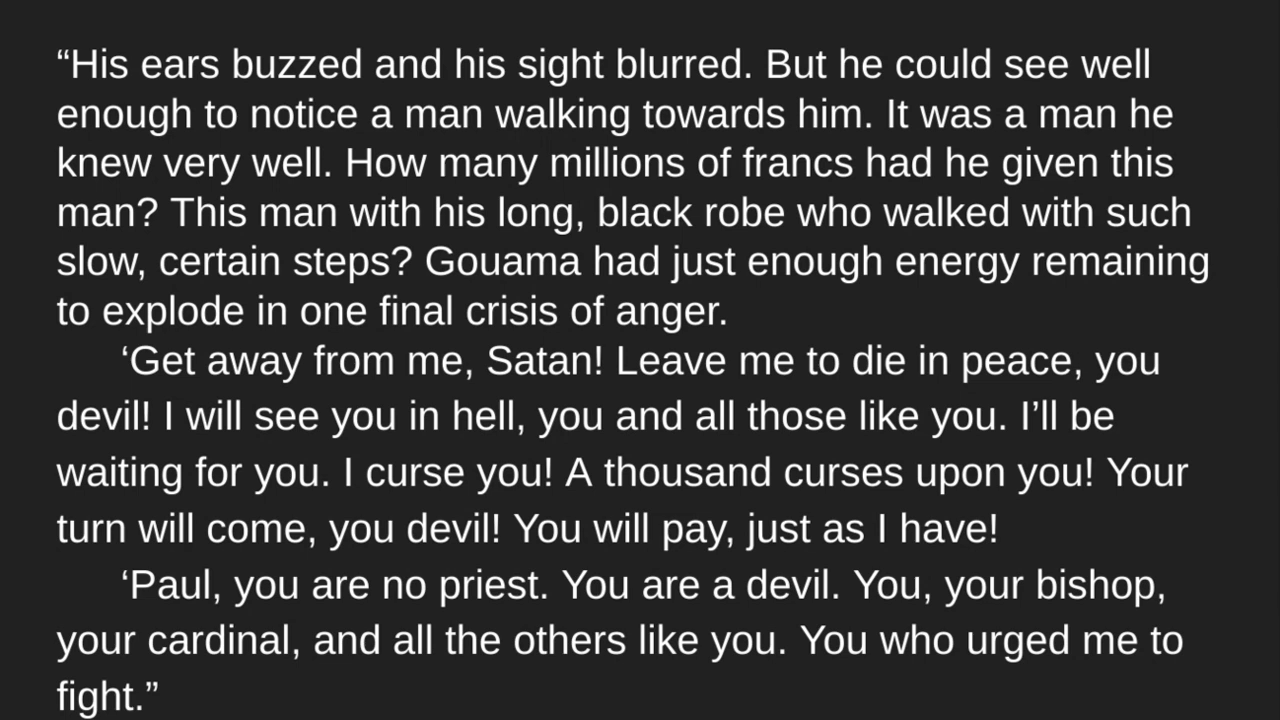 “His ears buzzed and his sight blurred. But he could see well
enough to notice a man walking towards him. It was a man he
knew very well. How many millions of francs had he given this
man? This man with his long, black robe who walked with such
slow, certain steps? Gouama had just enough energy remaining
to explode in one final crisis of anger.
‘Get away from me, Satan! Leave me to die in peace, you
devil! I will see you in hell, you and all those like you. I’ll be
waiting for you. I curse you! A thousand curses upon you! Your
turn will come, you devil! You will pay, just as I have!
‘Paul, you are no priest. You are a devil. You, your bishop,
your cardinal, and all the others like you. You who urged me to
fight.”